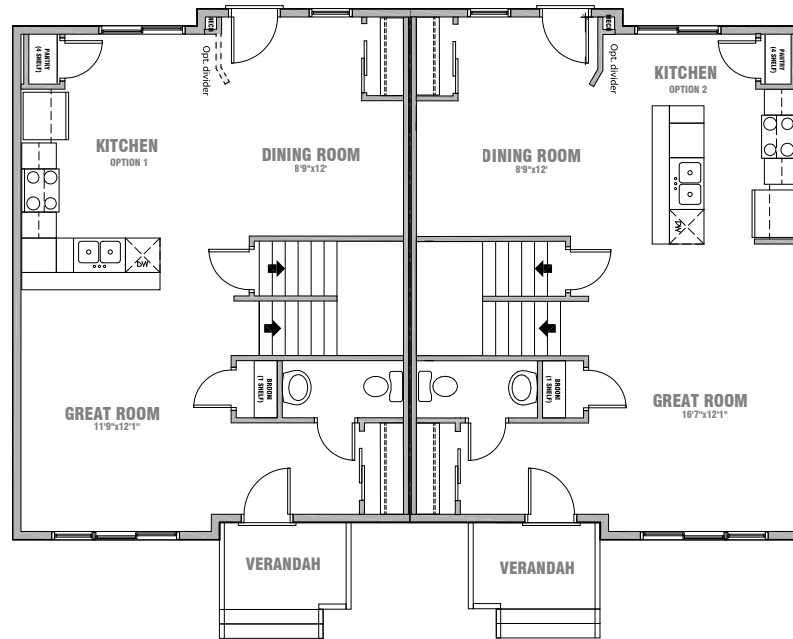 MECH
Opt. divider
PANTRY
(4 SHELF)
KITCHEN
OPTION 1
DINING ROOM
8'9"x12'
DW
BROOM
(1 SHELF)
GREAT ROOM
11'9"x12'1"
VERANDAH
MECH
Opt. divider
PANTRY
(4 SHELF)
KITCHEN
OPTION 2
DINING ROOM
8'9"x12'
DW
BROOM
(1 SHELF)
GREAT ROOM
16'7"x12'1"
VERANDAH